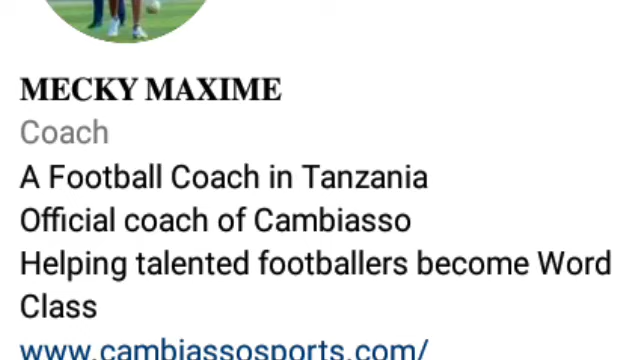 MECKY MAXIME
Coach
A Football Coach in Tanzania
Official coach of Cambiasso
Helping talented footballers become Word
Class
www.cambiassosports.com/